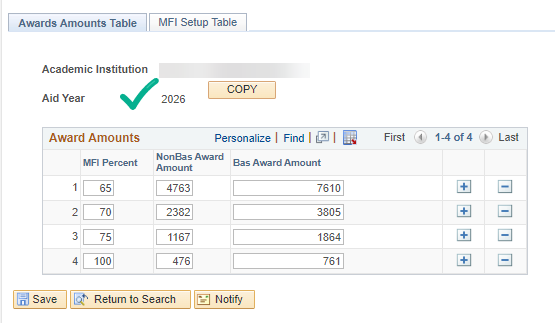 Awards Amounts Table MFI Setup Table
Academic Institution
Aid Year 2026 COPY
Award Amounts Personalize | Find | First 1-4 of 4 Last
MFI Percent NonBas Award Amount Bas Award Amount
1 65 4763 7610
2 70 2382 3805
3 75 1167 1864
4 100 476 761
Save Return to Search Notify